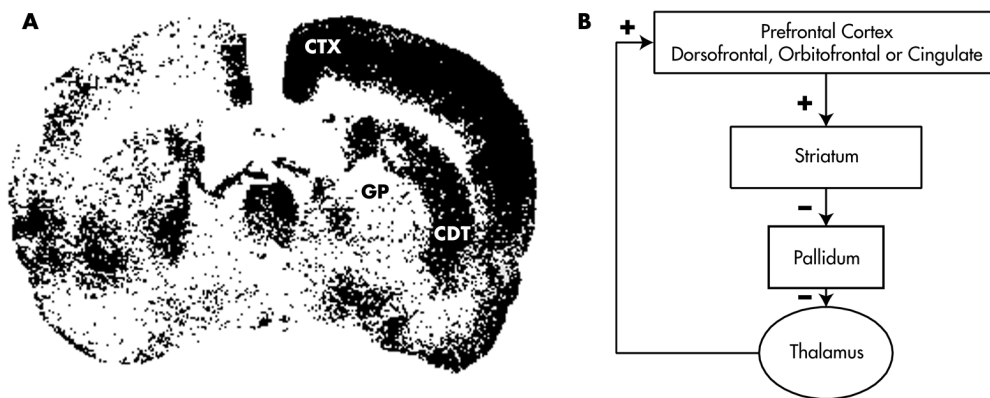 A
CTX
GP
CDT
B
+
Prefrontal Cortex
Dorsofrontal, Orbitofrontal or Cingulate
+
Striatum
–
Pallidum
–
Thalamus